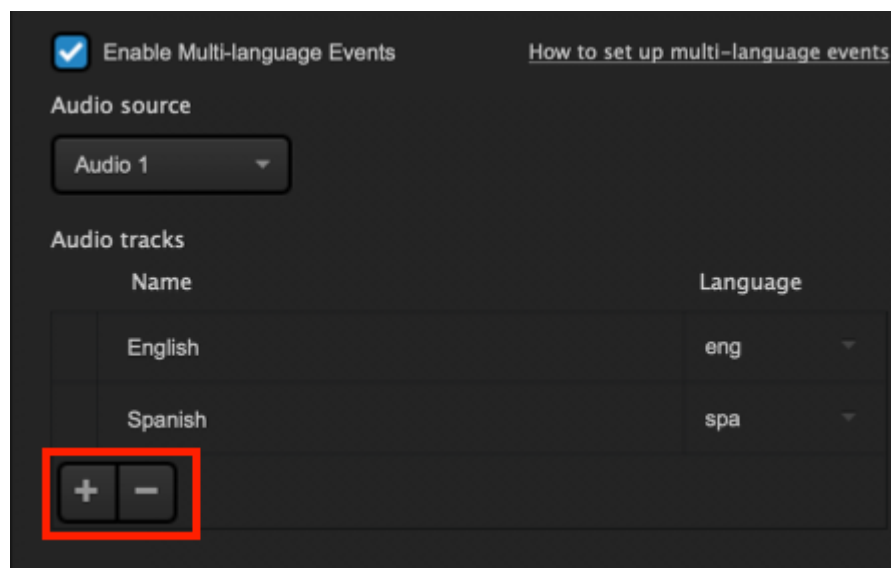 Enable Multi-language Events How to set up multi-language events
Audio source
Audio 1
Audio tracks
Name Language
English eng
Spanish spa
+ −